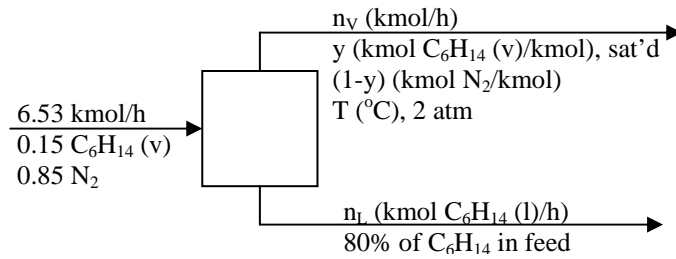 n_V (kmol/h)
y (kmol C₆H₁₄ (v)/kmol), sat’d
(1-y) (kmol N₂/kmol)
T (°C), 2 atm
6.53 kmol/h
0.15 C₆H₁₄ (v)
0.85 N₂
n_L (kmol C₆H₁₄ (l)/h)
80% of C₆H₁₄ in feed